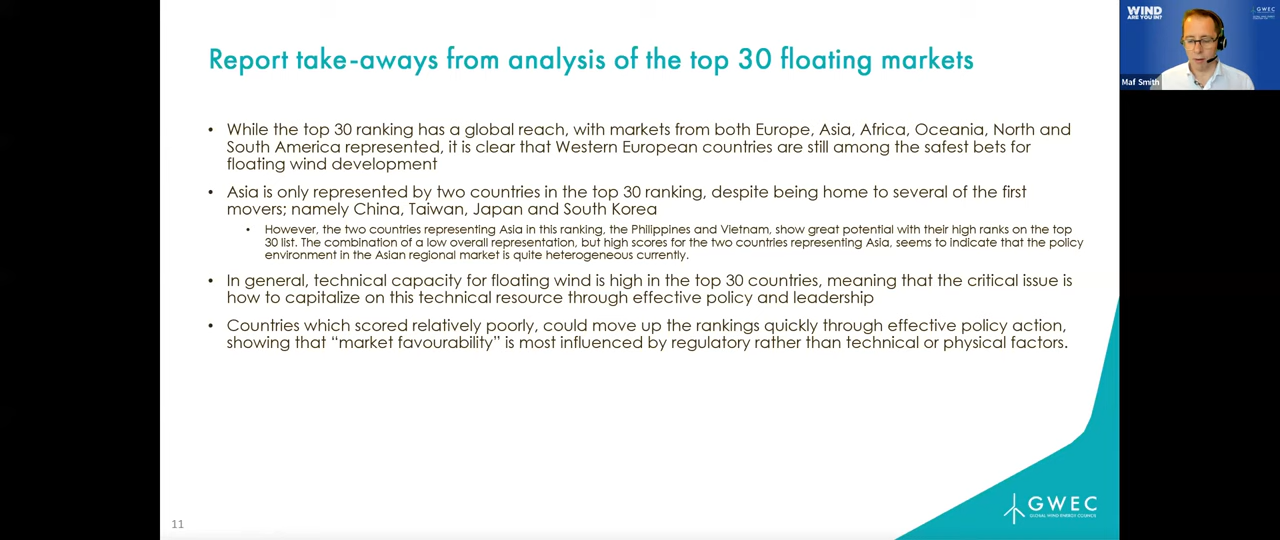 Report take-aways from analysis of the top 30 floating markets
• While the top 30 ranking has a global reach, with markets from both Europe, Asia, Africa, Oceania, North and
South America represented, it is clear that Western European countries are still among the safest bets for
floating wind development
• Asia is only represented by two countries in the top 30 ranking, despite being home to several of the first
movers; namely China, Taiwan, Japan and South Korea
• However, the two countries representing Asia in this ranking, the Philippines and Vietnam, show great potential with their high ranks on the top
30 list. The combination of a low overall representation, but high scores for the two countries representing Asia, seems to indicate that the policy
environment in the Asian regional market is quite heterogeneous currently.
• In general, technical capacity for floating wind is high in the top 30 countries, meaning that the critical issue is
how to capitalize on this technical resource through effective policy and leadership
• Countries which scored relatively poorly, could move up the rankings quickly through effective policy action,
showing that “market favourability” is most influenced by regulatory rather than technical or physical factors.
11
GWEC
GLOBAL WIND ENERGY COUNCIL
WIND
ARE YOU IN?
GWEC
Maf Smith